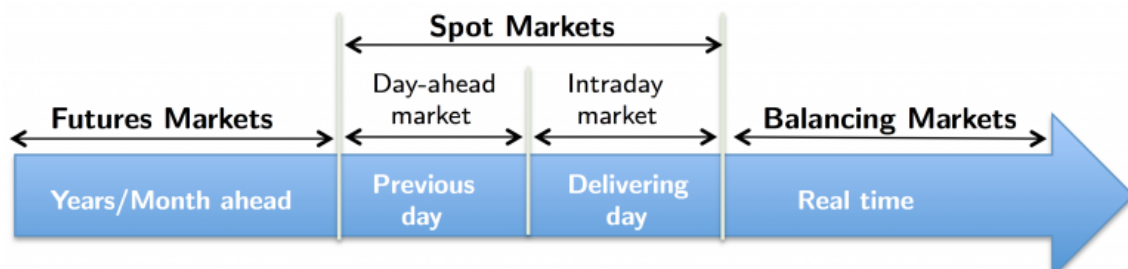 Spot Markets
Day-ahead
market
Intraday
market
Futures Markets
Balancing Markets
Years/Month ahead
Previous
day
Delivering
day
Real time